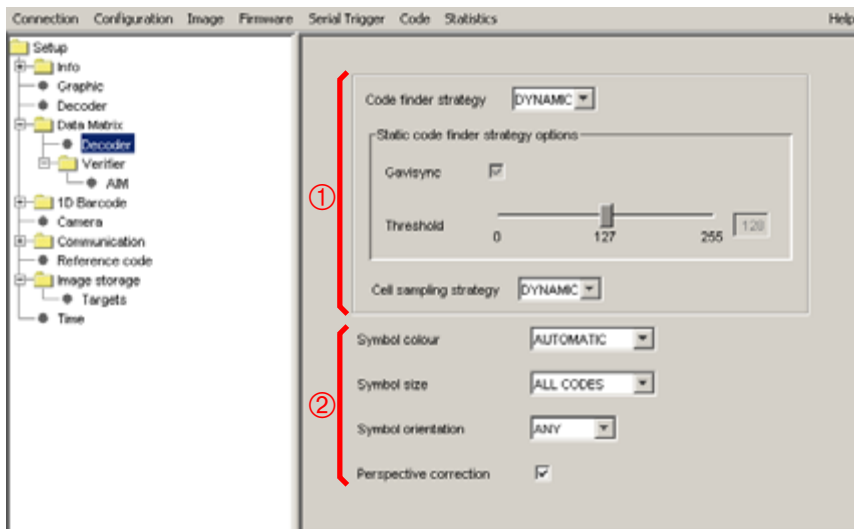 Connection Configuration Image Firmware Serial Trigger Code Statistics Help
Setup
Info
Graphic
Decoder
Data Matrix
Decoder
Verifier
AIM
1D Barcode
Camera
Communication
Reference code
Image storage
Targets
Time
①
Code finder strategy DYNAMIC
Static code finder strategy options
Gavisync
Threshold 0 127 255 128
Cell sampling strategy DYNAMIC
②
Symbol colour AUTOMATIC
Symbol size ALL CODES
Symbol orientation ANY
Perspective correction